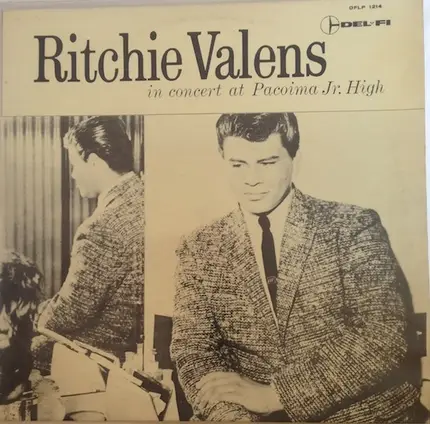 DFLP 1214
DEL-FI
Ritchie Valens
in concert at Pacoima Jr. High